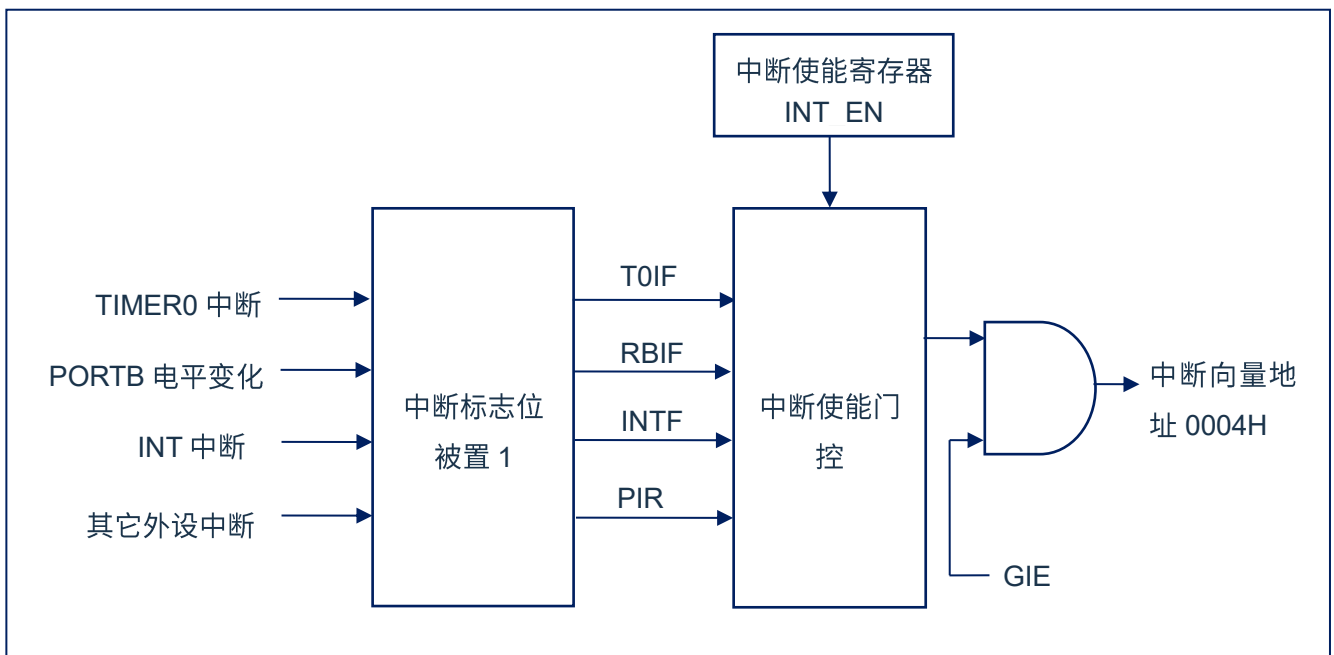 中断使能寄存器
INT EN
TIMER0 中断
PORTB 电平变化
INT 中断
其它外设中断
中断标志位
被置 1
T0IF
RBIF
INTF
PIR
中断使能门
控
GIE
中断向量地
址 0004H